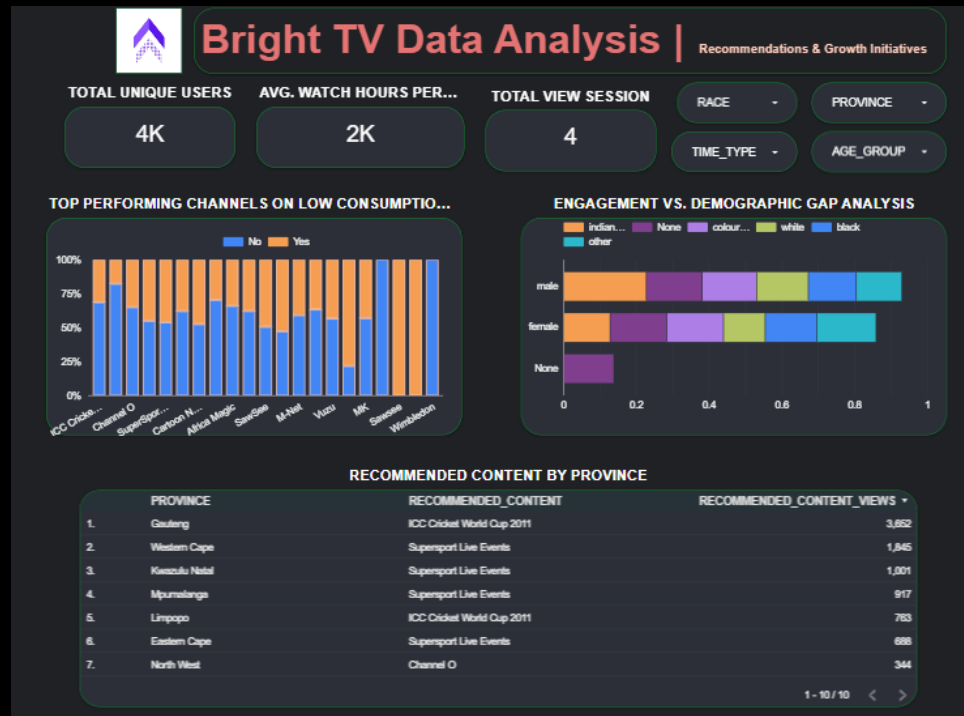 Bright TV Data Analysis | Recommendations & Growth Initiatives
TOTAL UNIQUE USERS
4K
AVG. WATCH HOURS PER...
2K
TOTAL VIEW SESSION
4
RACE
PROVINCE
TIME_TYPE
AGE_GROUP
TOP PERFORMING CHANNELS ON LOW CONSUMPTIO...
No Yes
100%
75%
50%
25%
0%
ICC Cricke...
Channel O
SuperSpor...
Cartoon N...
Africa Magic
SawSee
M-Net
Vuzu
MK
Sawsee
Wimbledon
ENGAGEMENT VS. DEMOGRAPHIC GAP ANALYSIS
indian... None colour... white black
other
male
female
None
0 0.2 0.4 0.6 0.8 1
RECOMMENDED CONTENT BY PROVINCE
PROVINCE RECOMMENDED_CONTENT RECOMMENDED_CONTENT_VIEWS
1. Gauteng ICC Cricket World Cup 2011 3,652
2. Western Cape Supersport Live Events 1,845
3. Kwazulu Natal Supersport Live Events 1,001
4. Mpumalanga Supersport Live Events 917
5. Limpopo ICC Cricket World Cup 2011 763
6. Eastern Cape Supersport Live Events 686
7. North West Channel O 344
1 - 10 / 10